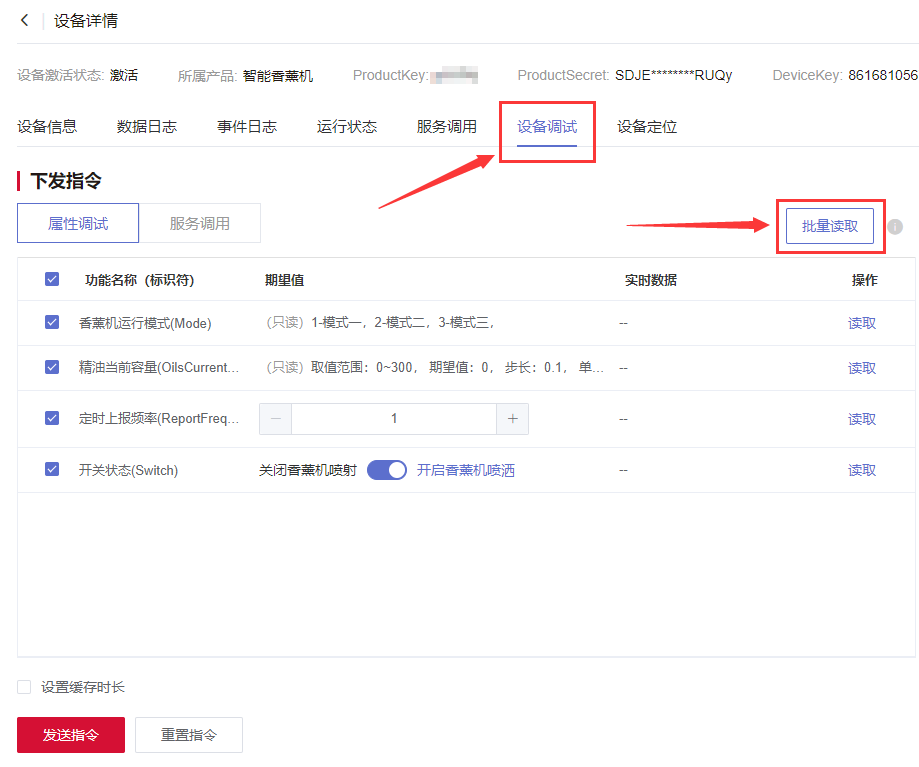 设备详情
设备激活状态: 激活 所属产品: 智能香薰机 ProductKey: ProductSecret: SDJE********RUQy DeviceKey: 861681056
设备信息 数据日志 事件日志 运行状态 服务调用 设备调试 设备定位
下发指令
属性调试 服务调用 批量读取
功能名称（标识符） 期望值 实时数据 操作
香薰机运行模式(Mode) （只读）1-模式一，2-模式二，3-模式三， -- 读取
精油当前容量(OilsCurrent... （只读）取值范围：0~300， 期望值：0， 步长：0.1， 单... -- 读取
定时上报频率(ReportFreq... 1 -- 读取
开关状态(Switch) 关闭香薰机喷射 开启香薰机喷洒 -- 读取
设置缓存时长
发送指令 重置指令